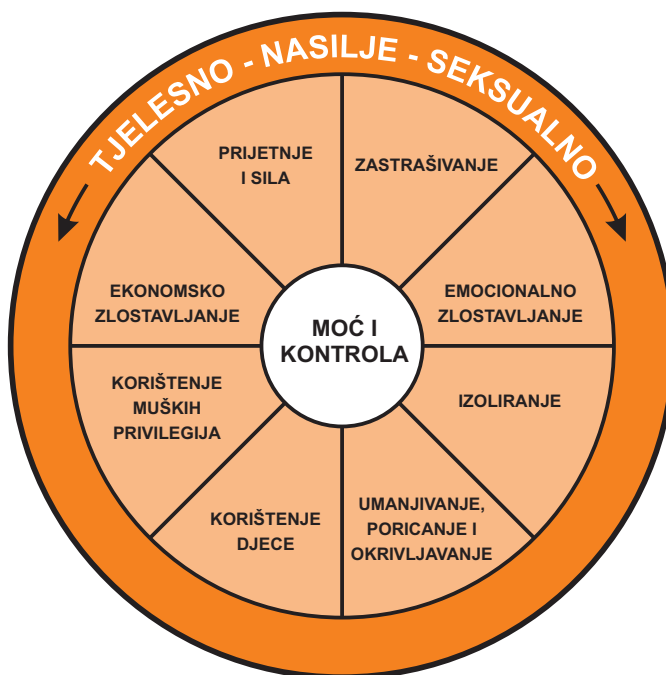 TJELESNO - NASILJE - SEKSUALNO
PRIJETNJE
I SILA
ZASTRAŠIVANJE
EKONOMSKO
ZLOSTAVLJANJE
EMOCIONALNO
ZLOSTAVLJANJE
MOĆ I
KONTROLA
KORIŠTENJE
MUŠKIH
PRIVILEGIJA
IZOLIRANJE
KORIŠTENJE
DJECE
UMANJIVANJE,
PORICANJE I
OKRIVLJAVANJE